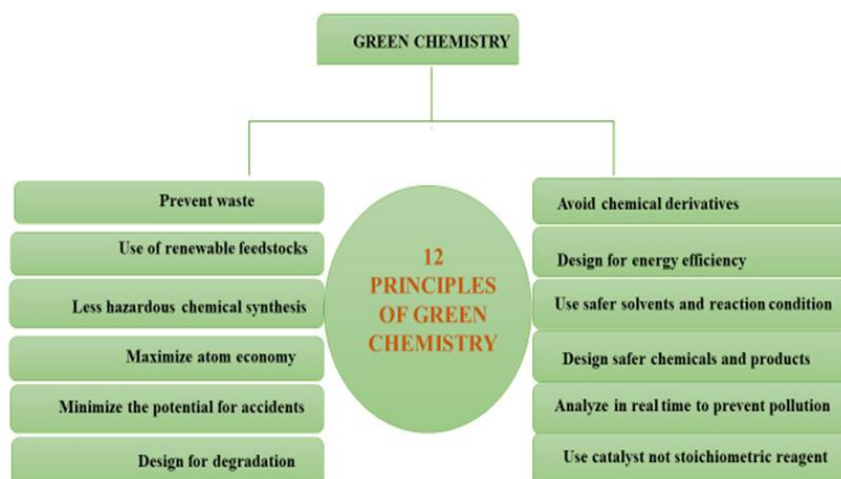 GREEN CHEMISTRY
Prevent waste
Use of renewable feedstocks
Less hazardous chemical synthesis
Maximize atom economy
Minimize the potential for accidents
Design for degradation
12
PRINCIPLES
OF GREEN
CHEMISTRY
Avoid chemical derivatives
Design for energy efficiency
Use safer solvents and reaction condition
Design safer chemicals and products
Analyze in real time to prevent pollution
Use catalyst not stoichiometric reagent